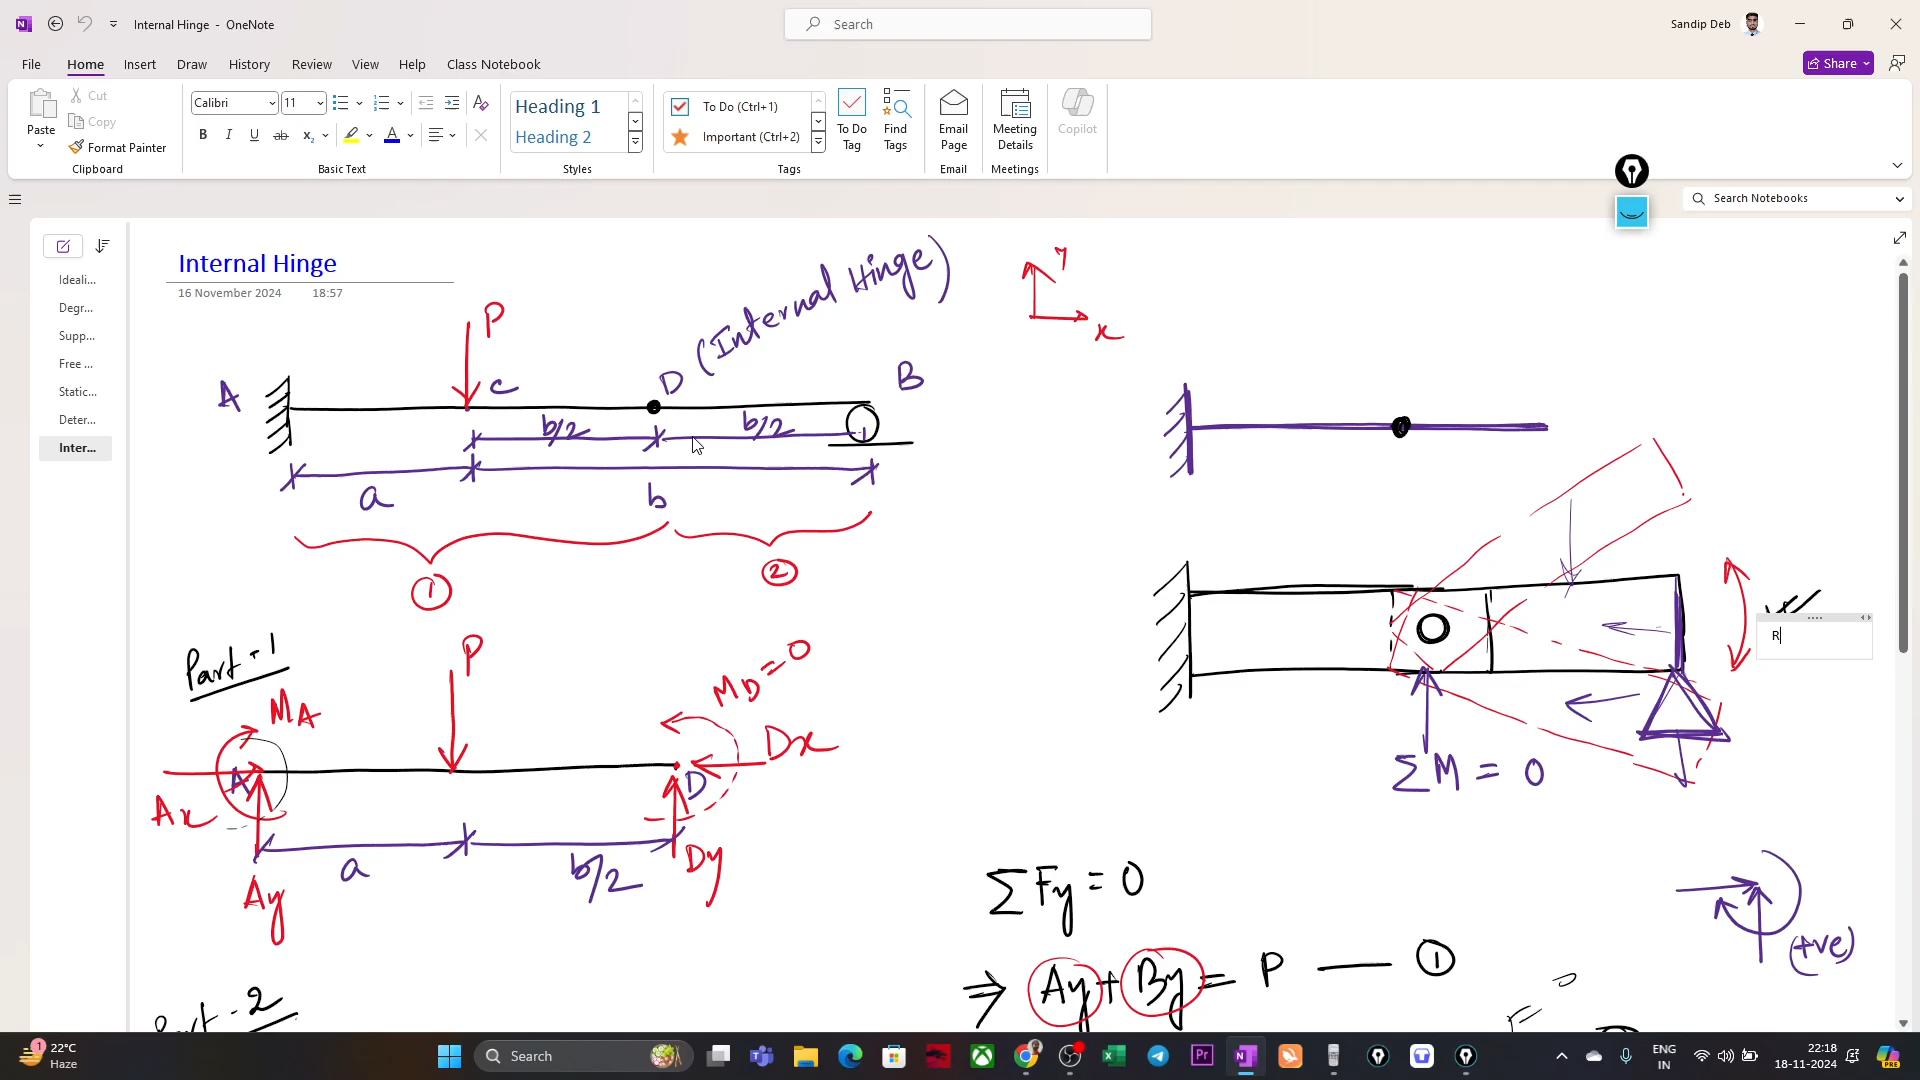 Internal Hinge - OneNote
Search
Sandip Deb
File Home Insert Draw History Review View Help Class Notebook
Share
Paste
Cut
Copy
Format Painter
Clipboard
Calibri 11
Basic Text
Heading 1
Heading 2
Styles
To Do (Ctrl+1)
Important (Ctrl+2)
To Do Tag
Find Tags
Tags
Email Page
Email
Meeting Details
Meetings
Copilot
Search Notebooks
Ideali...
Degr...
Supp...
Free ...
Static...
Deter...
Inter...
Internal Hinge
16 November 2024 18:57
P
(Internal Hinge)
y
x
A
C
D
B
b/2
b/2
a
b
1
2
R
Part-1
P
MA
MD = 0
Dx
A
D
Ax
Ay
Dy
a
b/2
ΣM = 0
ΣFy = 0
⇒ Ay + By = P — 1
(+ve)
Part-2
22°C
Haze
Search
ENG
IN
22:18
18-11-2024